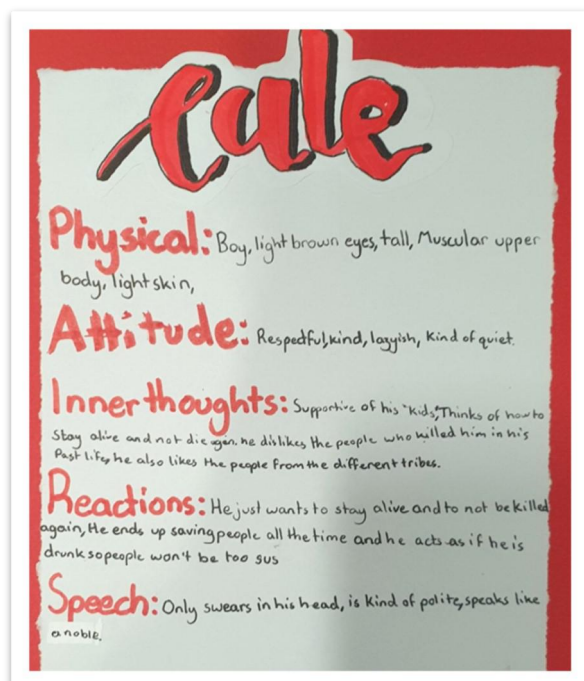 Cale
Physical: Boy, light brown eyes, tall, Muscular upper
body, light skin,
Attitude: Respectful, kind, lazyish, kind of quiet.
Inner thoughts: Supportive of his "kids", Thinks of how to
Stay alive and not die agen, he dislikes the people who killed him in his
Past life, he also likes the people from the different tribes.
Reactions: He just wants to stay alive and to not be killed
again, He ends up saving people all the time and he acts as if he is
drunk so people won't be too sus
Speech: Only swears in his head, is kind of polite, speaks like
a noble.